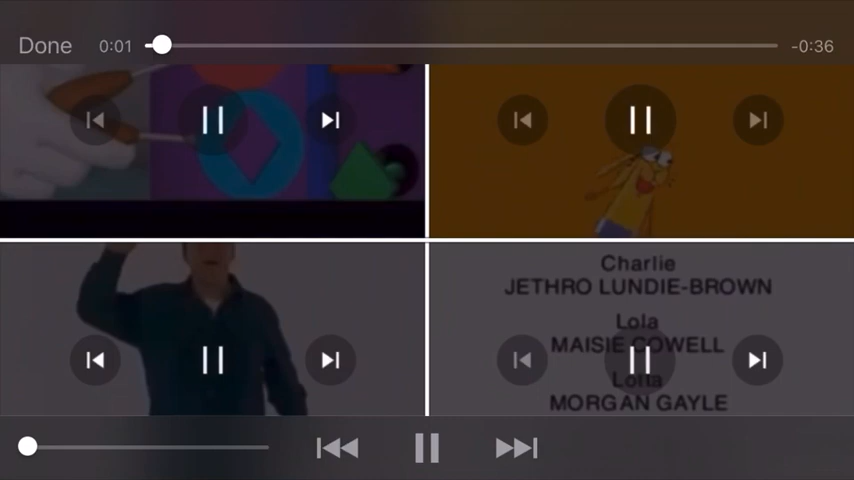 Done 0:01 -0:36
Charlie
JETHRO LUNDIE-BROWN
Lola
MAISIE COWELL
Lotta
MORGAN GAYLE